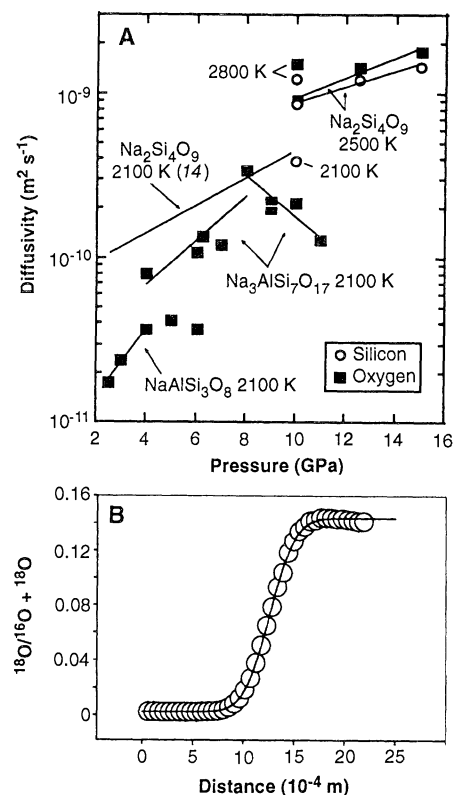 A
2800 K
10⁻⁹
Na₂Si₄O₉
2500 K
Na₂Si₄O₉
2100 K (14)
2100 K
Diffusivity (m² s⁻¹)
10⁻¹⁰
Na₃AlSi₇O₁₇ 2100 K
Silicon
Oxygen
NaAlSi₃O₈ 2100 K
10⁻¹¹
2 4 6 8 10 12 14 16
Pressure (GPa)
0.16
B
0.12
¹⁸O/¹⁶O + ¹⁸O
0.08
0.04
0
0 5 10 15 20 25
Distance (10⁻⁴ m)